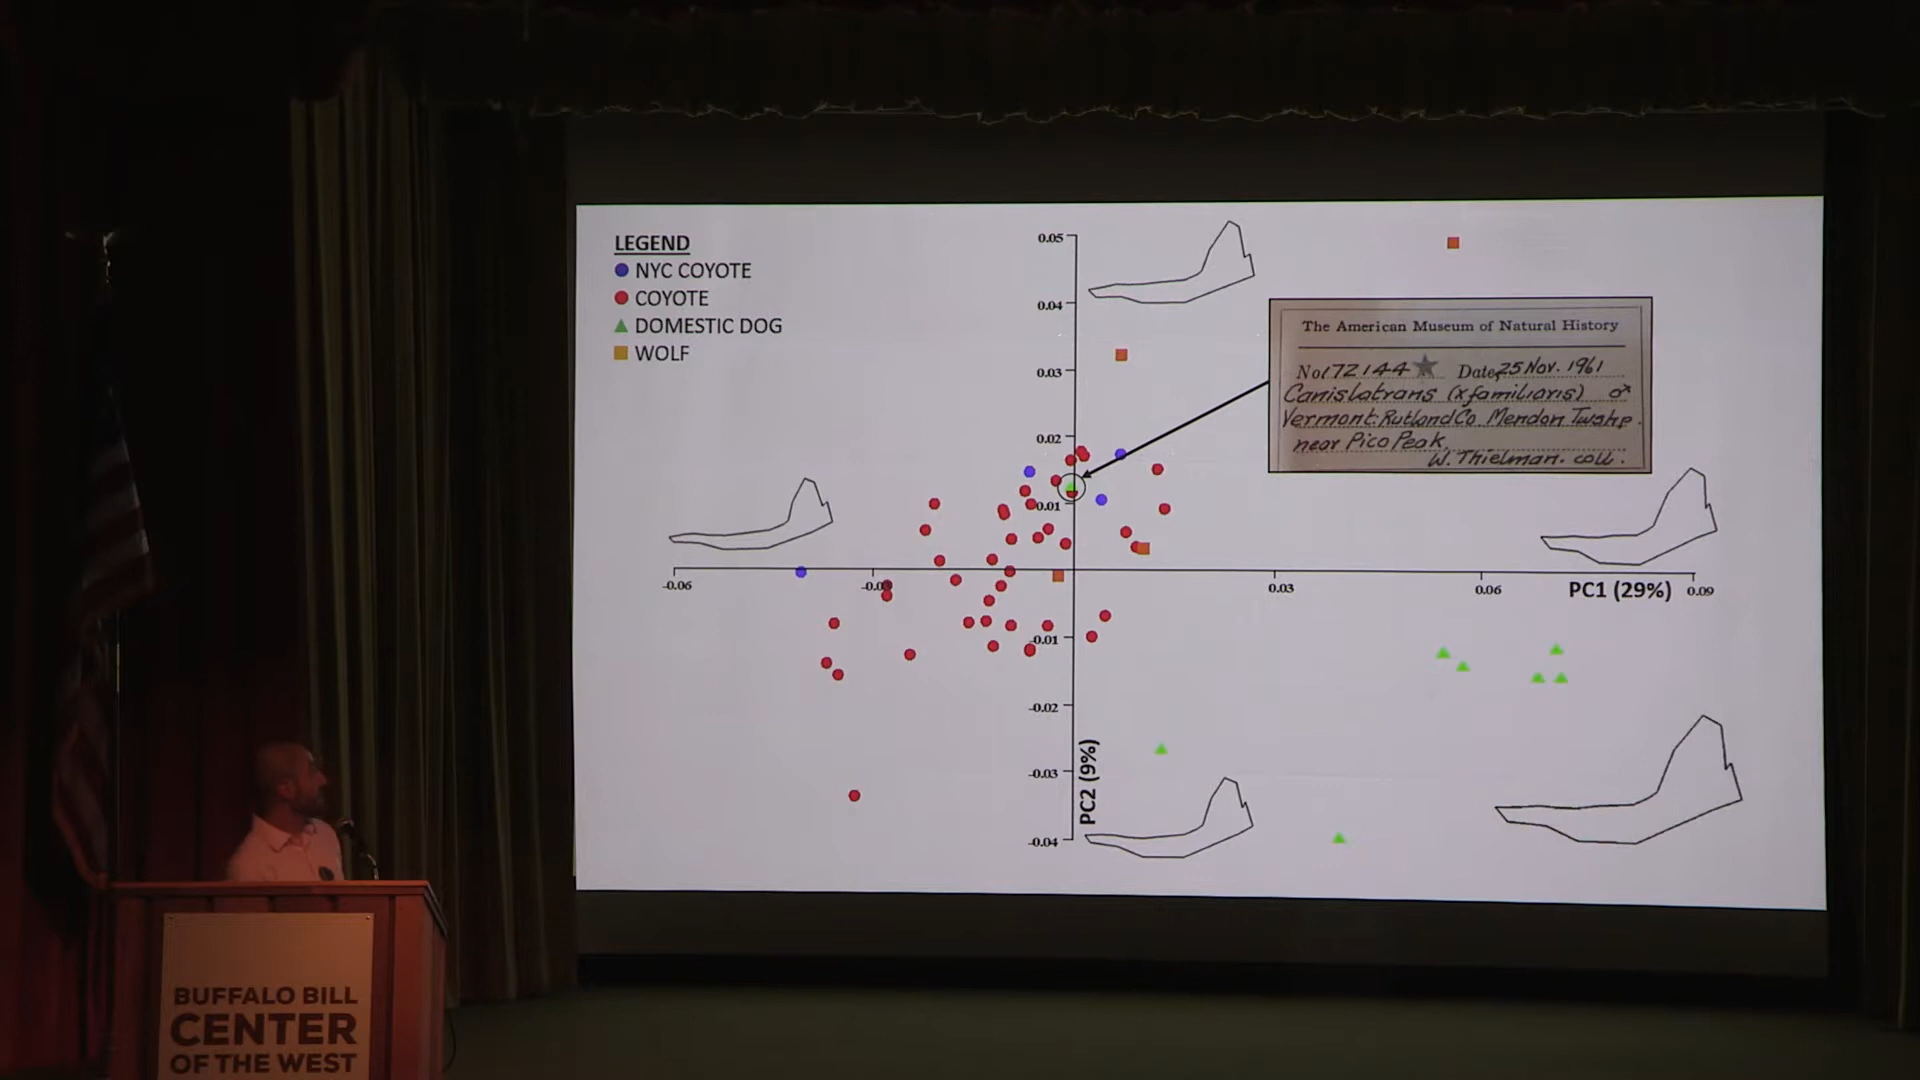 LEGEND
NYC COYOTE
COYOTE
DOMESTIC DOG
WOLF
0.05
0.04
0.03
0.02
0.01
-0.06
-0.03
0.03
0.06
PC1 (29%)
0.09
-0.01
-0.02
-0.03
-0.04
PC2 (9%)
The American Museum of Natural History
No. 172144 Date, 25 Nov. 1961
Canis latrans (x familiaris) ♂
Vermont: Rutland Co. Mendon Twshp.
near Pico Peak.
W. Thielman. coll.
BUFFALO BILL
CENTER
OF THE WEST